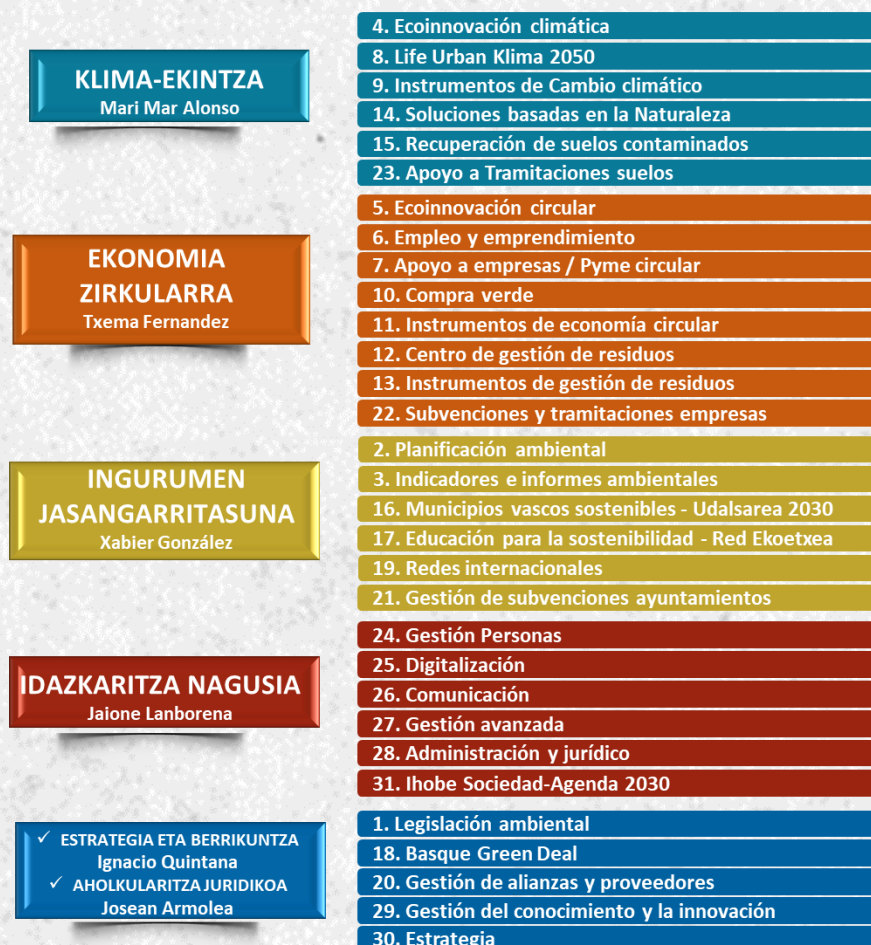 KLIMA-EKINTZA
Mari Mar Alonso
4. Ecoinnovación climática
8. Life Urban Klima 2050
9. Instrumentos de Cambio climático
14. Soluciones basadas en la Naturaleza
15. Recuperación de suelos contaminados
23. Apoyo a Tramitaciones suelos
EKONOMIA
ZIRKULARRA
Txema Fernandez
5. Ecoinnovación circular
6. Empleo y emprendimiento
7. Apoyo a empresas / Pyme circular
10. Compra verde
11. Instrumentos de economía circular
12. Centro de gestión de residuos
13. Instrumentos de gestión de residuos
22. Subvenciones y tramitaciones empresas
INGURUMEN
JASANGARRITASUNA
Xabier González
2. Planificación ambiental
3. Indicadores e informes ambientales
16. Municipios vascos sostenibles - Udalsarea 2030
17. Educación para la sostenibilidad - Red Ekoetxea
19. Redes internacionales
21. Gestión de subvenciones ayuntamientos
IDAZKARITZA NAGUSIA
Jaione Lanborena
24. Gestión Personas
25. Digitalización
26. Comunicación
27. Gestión avanzada
28. Administración y jurídico
31. Ihobe Sociedad-Agenda 2030
✓ ESTRATEGIA ETA BERRIKUNTZA
Ignacio Quintana
✓ AHOLKULARITZA JURIDIKOA
Josean Armolea
1. Legislación ambiental
18. Basque Green Deal
20. Gestión de alianzas y proveedores
29. Gestión del conocimiento y la innovación
30. Estrategia